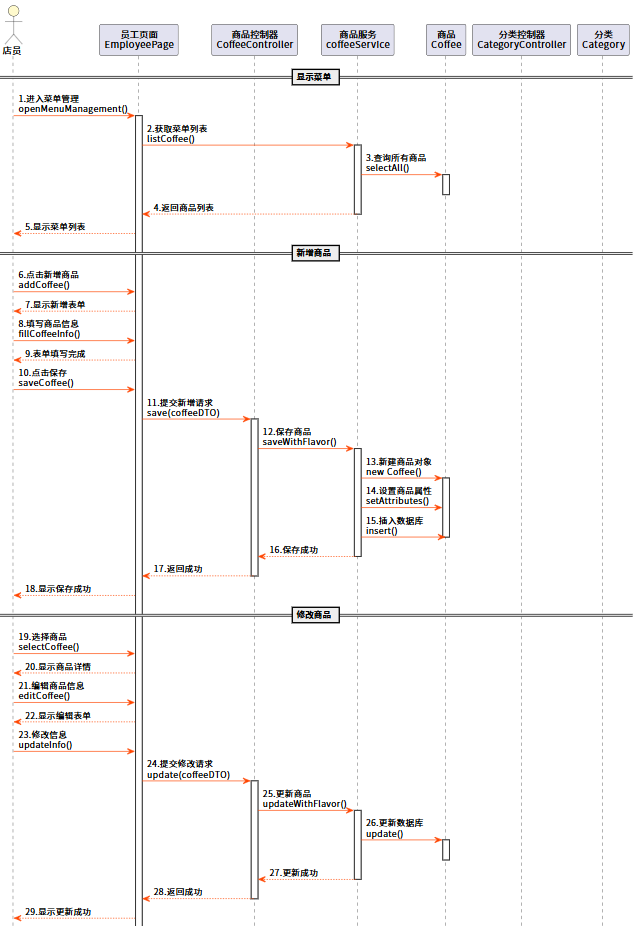 店员
员工页面
EmployeePage
商品控制器
CoffeeController
商品服务
coffeeService
商品
Coffee
分类控制器
CategoryController
分类
Category
显示菜单
1.进入菜单管理
openMenuManagement()
2.获取菜单列表
listCoffee()
3.查询所有商品
selectAll()
4.返回商品列表
5.显示菜单列表
新增商品
6.点击新增商品
addCoffee()
7.显示新增表单
8.填写商品信息
fillCoffeeInfo()
9.表单填写完成
10.点击保存
saveCoffee()
11.提交新增请求
save(coffeeDTO)
12.保存商品
saveWithFlavor()
13.新建商品对象
new Coffee()
14.设置商品属性
setAttributes()
15.插入数据库
insert()
16.保存成功
17.返回成功
18.显示保存成功
修改商品
19.选择商品
selectCoffee()
20.显示商品详情
21.编辑商品信息
editCoffee()
22.显示编辑表单
23.修改信息
updateInfo()
24.提交修改请求
update(coffeeDTO)
25.更新商品
updateWithFlavor()
26.更新数据库
update()
27.更新成功
28.返回成功
29.显示更新成功